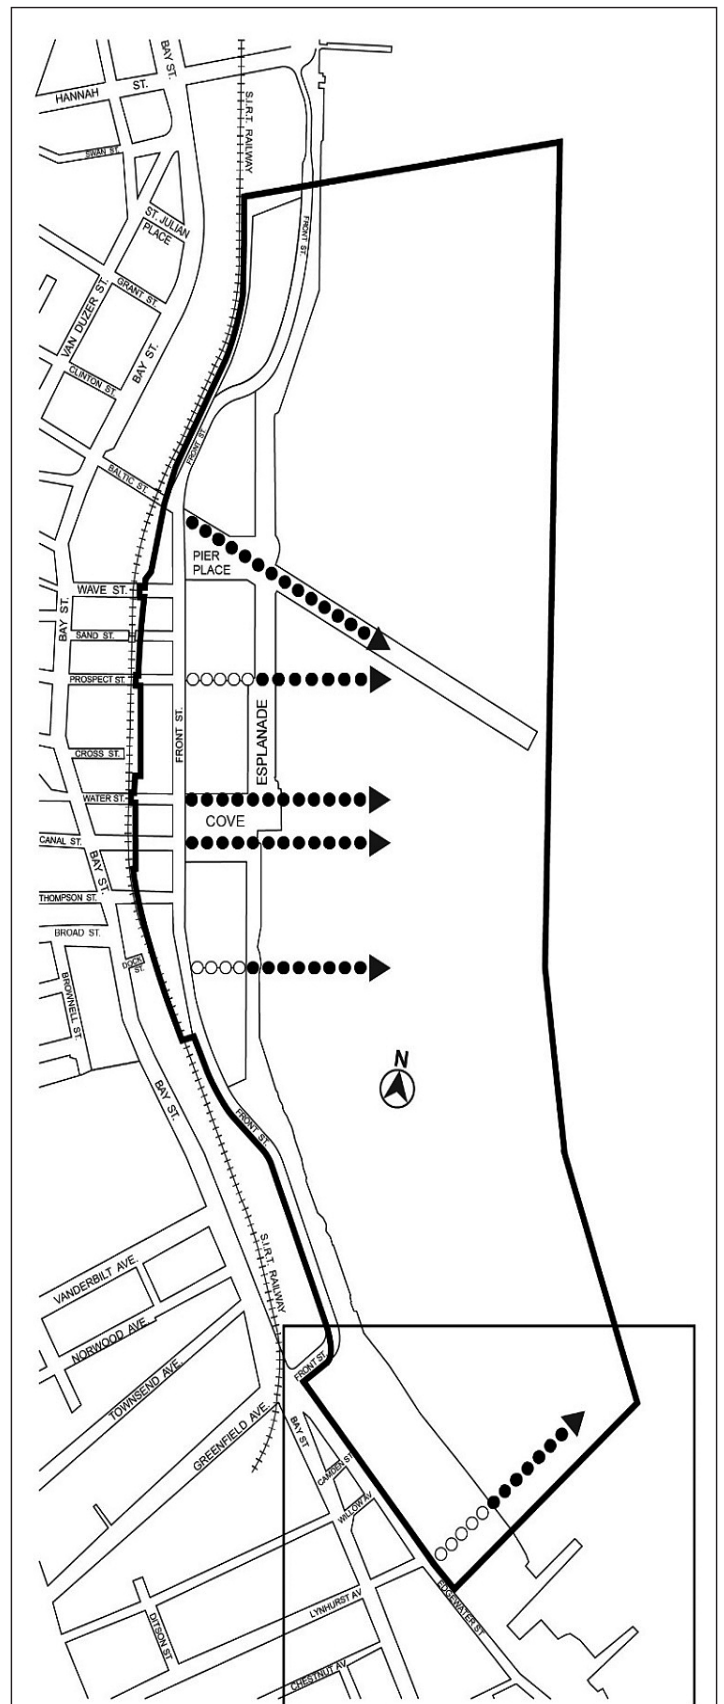 BAY ST.
HANNAH ST.
S.I.R.T. RAILWAY
SWAN ST.
ST. JULIAN
PLACE
FRONT ST.
GRANT ST.
VAN DUZER ST.
BAY ST.
CLINTON ST.
FRONT ST.
BALTIC ST.
PIER
PLACE
WAVE ST.
BAY ST.
SAND ST.
PROSPECT ST.
FRONT ST.
ESPLANADE
CROSS ST.
WATER ST.
COVE
CANAL ST.
BAY ST.
THOMPSON ST.
BROAD ST.
DOCK
ST.
BROWNELL ST.
N
BAY ST.
FRONT ST.
S.I.R.T. RAILWAY
VANDERBILT AVE.
NORWOOD AVE.
FRONT ST.
TOWNSEND AVE.
GREENFIELD AVE.
BAY ST
CAMDEN ST
WILLOW AV
EDGEWATER ST.
LYNHURST AV
DITSON ST
CHESTNUT AV